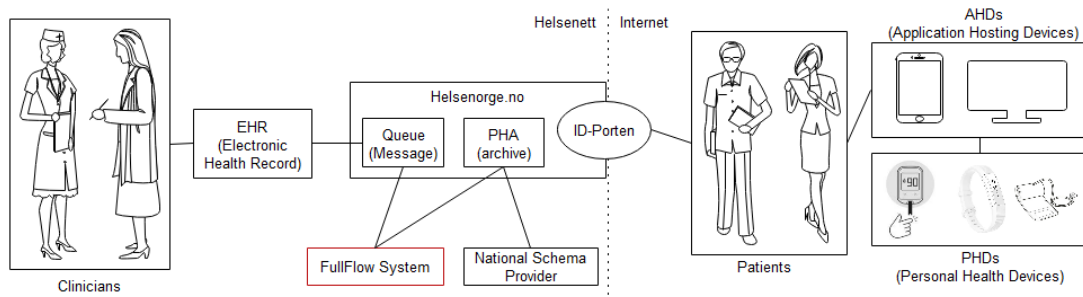 Helsenett
Internet
AHDs
(Application Hosting Devices)
Helsenorge.no
EHR
(Electronic
Health Record)
Queue
(Message)
PHA
(archive)
ID-Porten
90
FullFlow System
National Schema
Provider
Clinicians
Patients
PHDs
(Personal Health Devices)